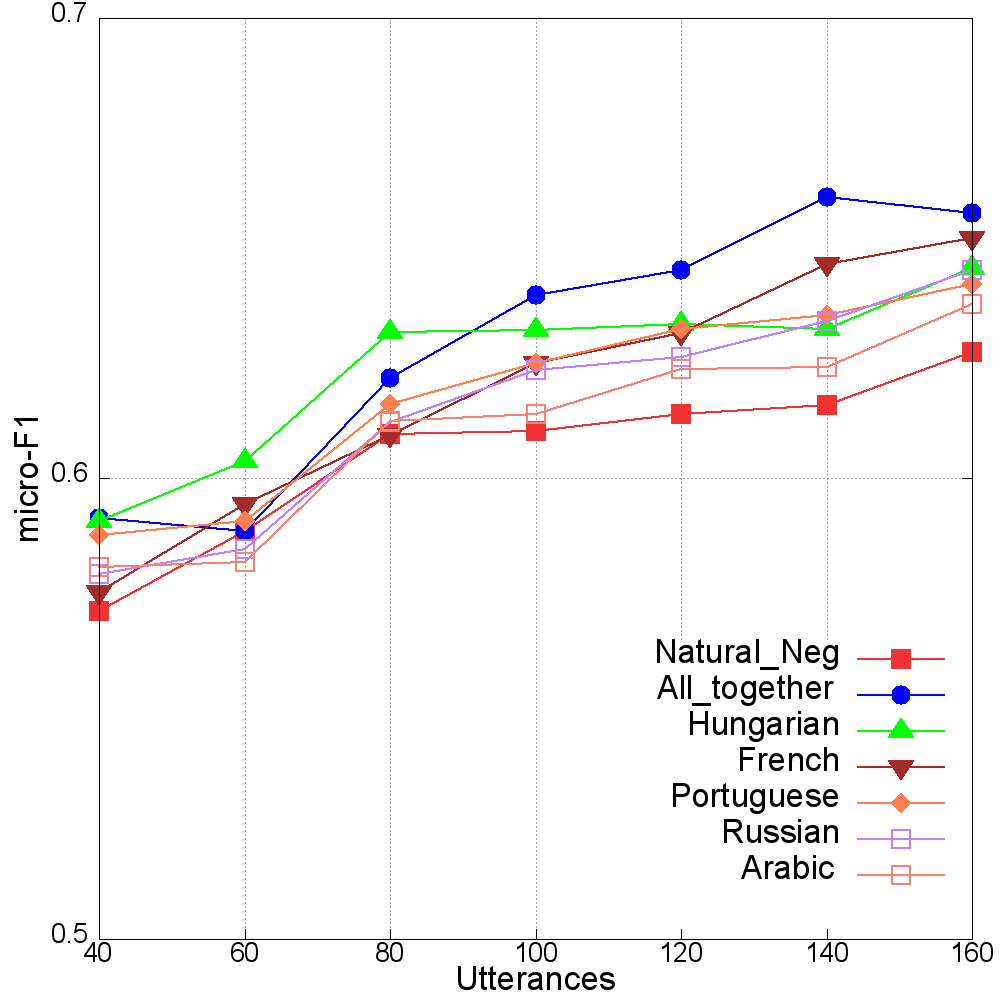 0.7
0.6
0.5
micro-F1
Natural_Neg
All_together
Hungarian
French
Portuguese
Russian
Arabic
40 60 80 100 120 140 160
Utterances